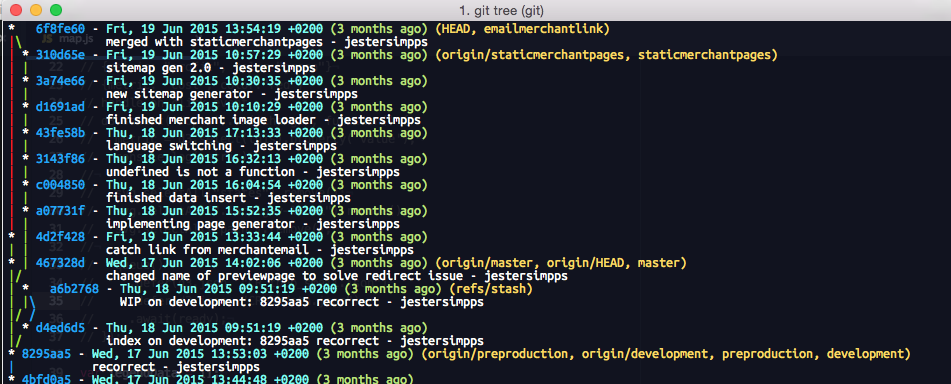 1. git tree (git)
* 6f8fe60 - Fri, 19 Jun 2015 13:54:19 +0200 (3 months ago) (HEAD, emailmerchantlink)
|\ merged with staticmerchantpages - jestersimpps
| * 310d65e - Fri, 19 Jun 2015 10:57:29 +0200 (3 months ago) (origin/staticmerchantpages, staticmerchantpages)
| | sitemap gen 2.0 - jestersimpps
| * 3a74e66 - Fri, 19 Jun 2015 10:30:35 +0200 (3 months ago)
| | new sitemap generator - jestersimpps
| * d1691ad - Fri, 19 Jun 2015 10:10:29 +0200 (3 months ago)
| | finished merchant image loader - jestersimpps
| * 43fe58b - Thu, 18 Jun 2015 17:13:33 +0200 (3 months ago)
| | language switching - jestersimpps
| * 3143f86 - Thu, 18 Jun 2015 16:32:13 +0200 (3 months ago)
| | undefined is not a function - jestersimpps
| * c004850 - Thu, 18 Jun 2015 16:04:54 +0200 (3 months ago)
| | finished data insert - jestersimpps
| * a07731f - Thu, 18 Jun 2015 15:52:35 +0200 (3 months ago)
| | implementing page generator - jestersimpps
* | 4d2f428 - Fri, 19 Jun 2015 13:33:44 +0200 (3 months ago)
| | catch link from merchantemail - jestersimpps
* | 467328d - Wed, 17 Jun 2015 14:02:06 +0200 (3 months ago) (origin/master, origin/HEAD, master)
|/ changed name of previewpage to solve redirect issue - jestersimpps
| * a6b2768 - Thu, 18 Jun 2015 09:51:19 +0200 (3 months ago) (refs/stash)
| |\ WIP on development: 8295aa5 recorrect - jestersimpps
|/ /
| * d4ed6d5 - Thu, 18 Jun 2015 09:51:19 +0200 (3 months ago)
|/ index on development: 8295aa5 recorrect - jestersimpps
* 8295aa5 - Wed, 17 Jun 2015 13:53:03 +0200 (3 months ago) (origin/preproduction, origin/development, preproduction, development)
| recorrect - jestersimpps
* 4bfd0a5 - Wed, 17 Jun 2015 13:44:48 +0200 (3 months ago)